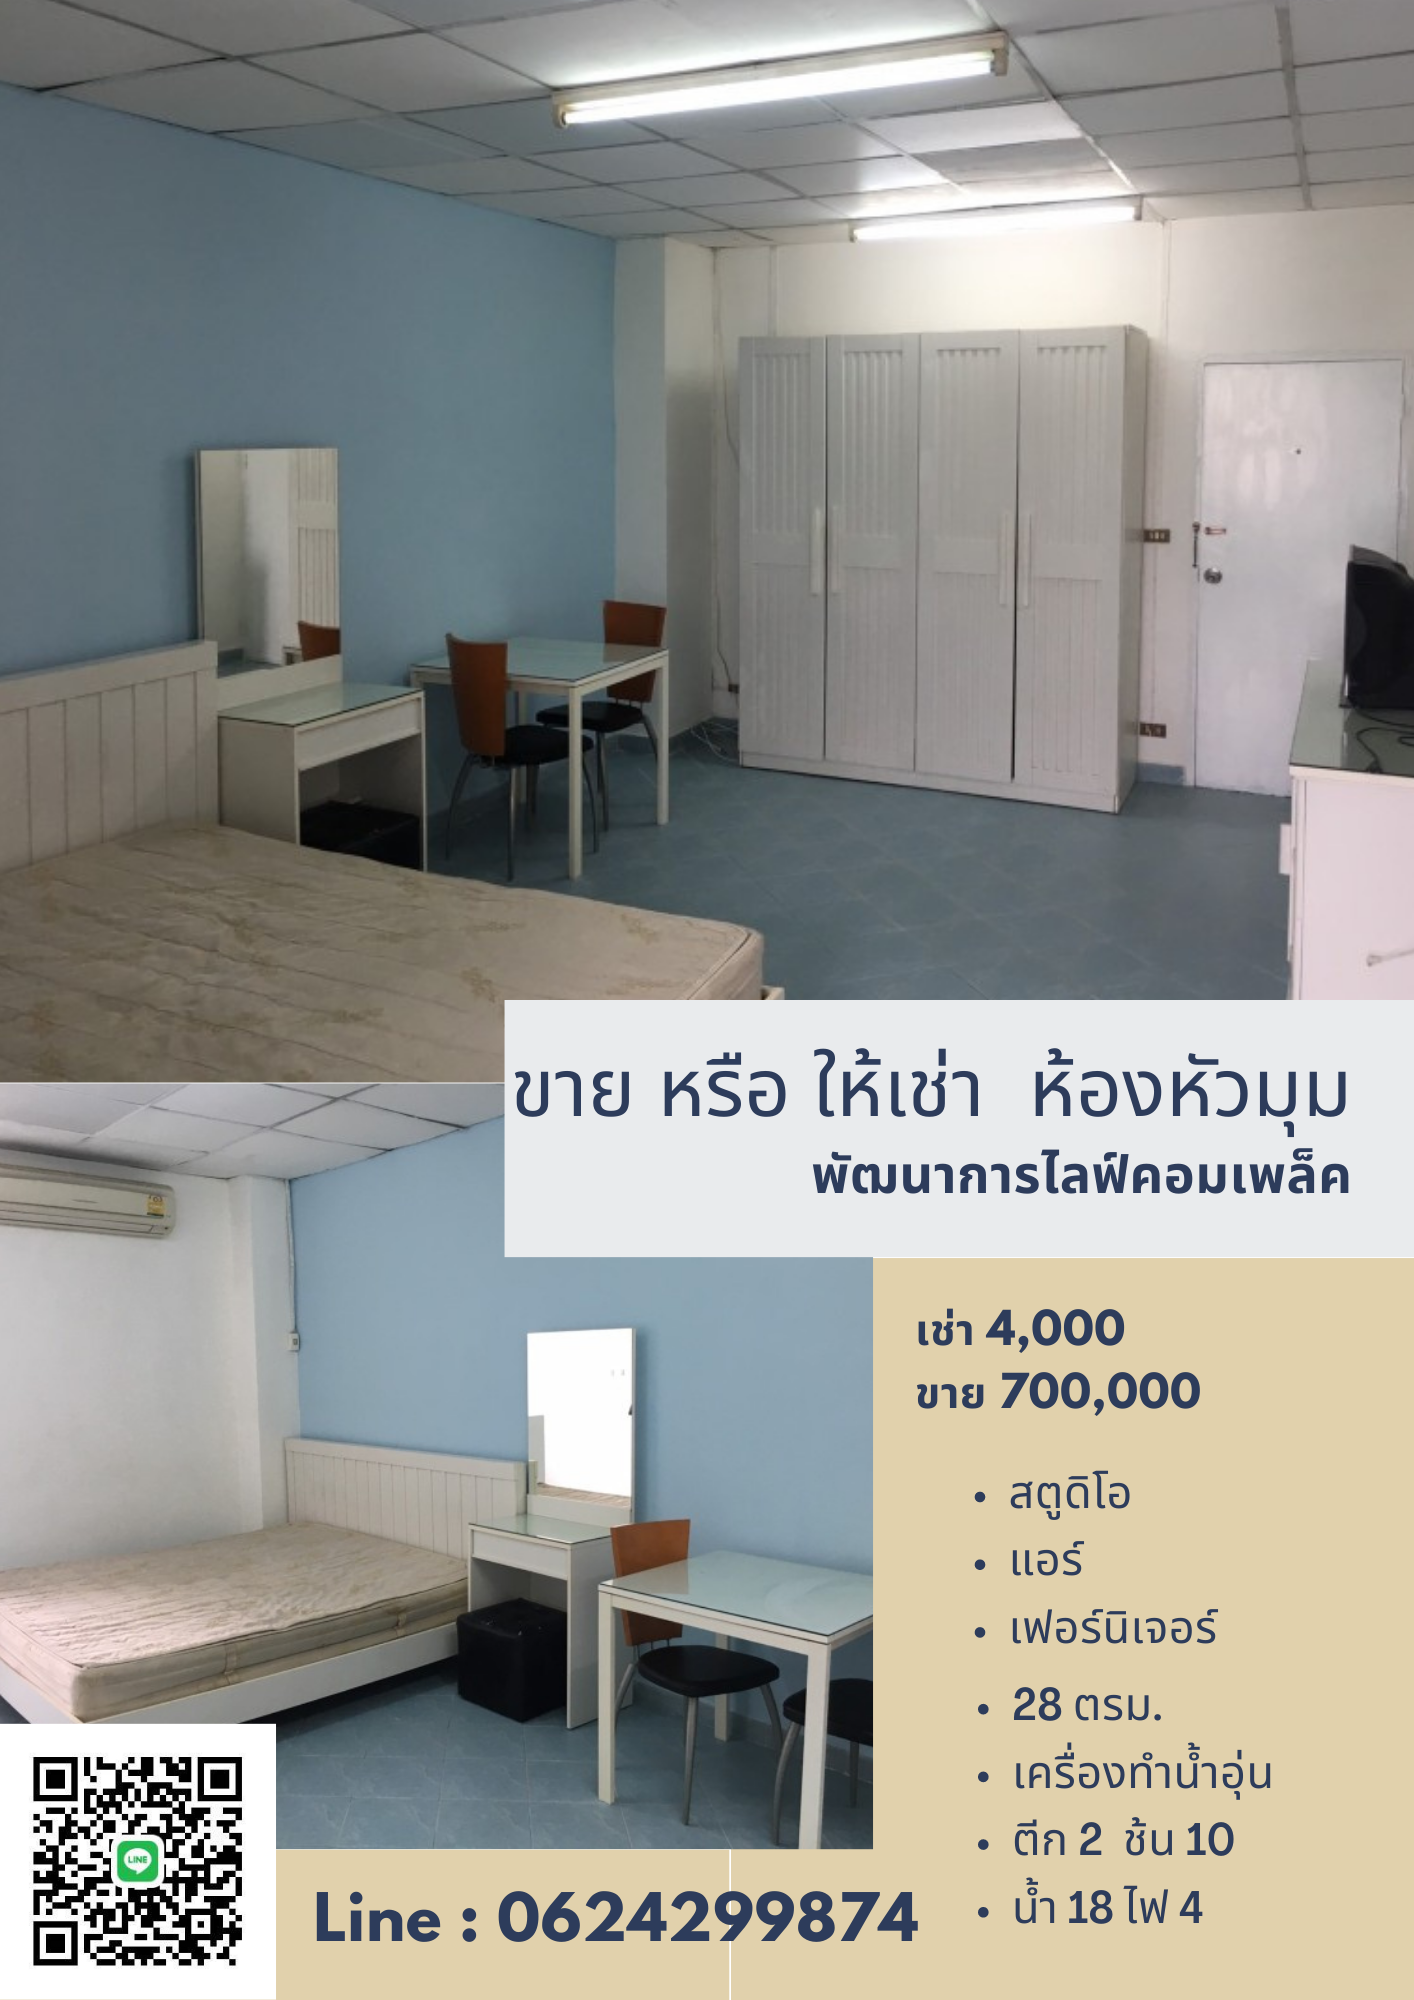 ขาย หรือ ให้เช่า ห้องหัวมุม
พัฒนาการไลฟ์คอมเพล็ค
เช่า 4,000
ขาย 700,000
• สตูดิโอ
• แอร์
• เฟอร์นิเจอร์
• 28 ตรม.
• เครื่องทำน้ำอุ่น
• ตึก 2 ชั้น 10
• น้ำ 18 ไฟ 4
LINE
Line : 0624299874